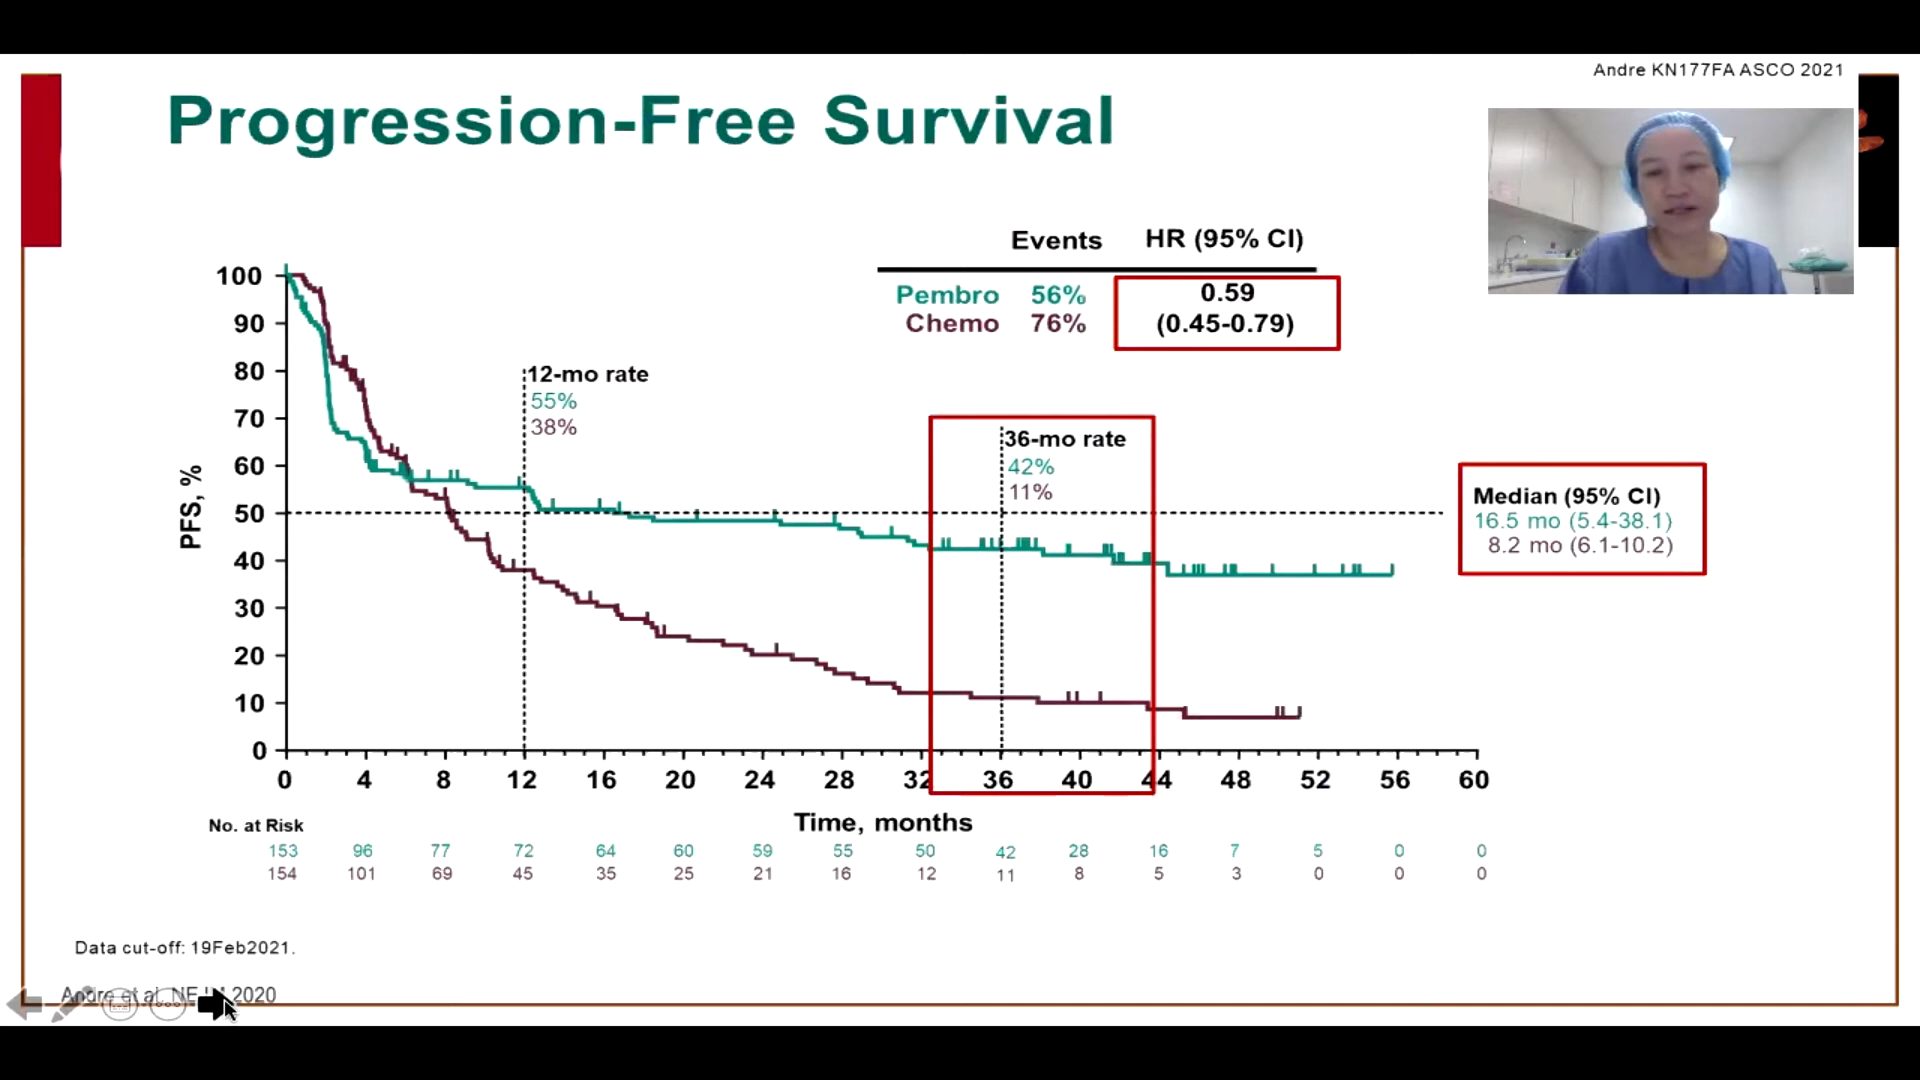 Andre KN177FA ASCO 2021
Progression-Free Survival
Events HR (95% CI)
Pembro 56% 0.59
Chemo 76% (0.45-0.79)
100
90
80
70
60
50
40
30
20
10
0
PFS, %
12-mo rate
55%
38%
36-mo rate
42%
11%
Median (95% CI)
16.5 mo (5.4-38.1)
8.2 mo (6.1-10.2)
0 4 8 12 16 20 24 28 32 36 40 44 48 52 56 60
Time, months
No. at Risk
153 96 77 72 64 60 59 55 50 42 28 16 7 5 0 0
154 101 69 45 35 25 21 16 12 11 8 5 3 0 0 0
Data cut-off: 19Feb2021.
Andre et al. 2020